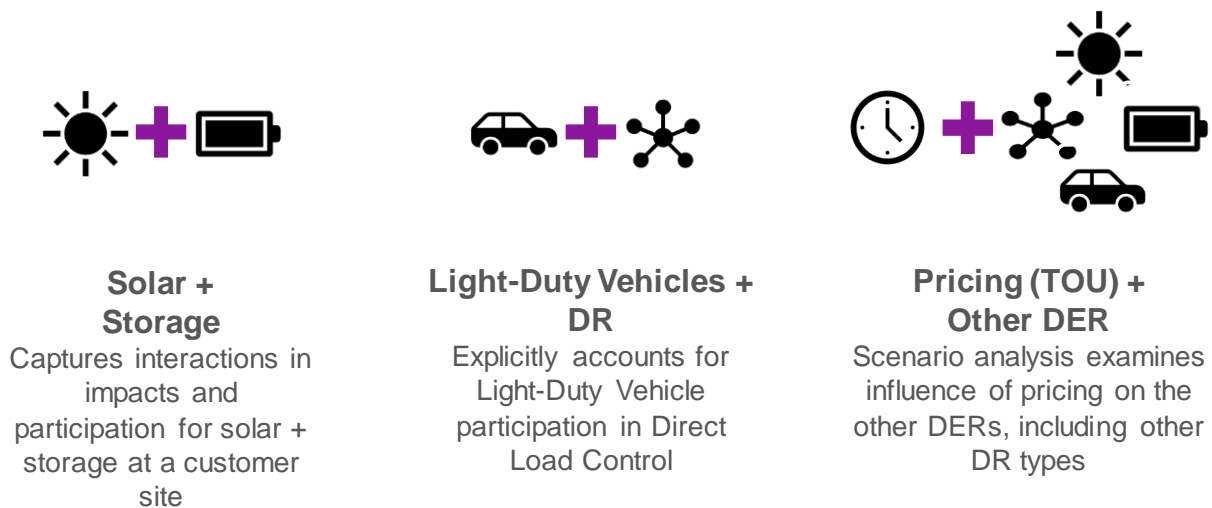 Solar +
Storage
Captures interactions in
impacts and
participation for solar +
storage at a customer
site
Light-Duty Vehicles +
DR
Explicitly accounts for
Light-Duty Vehicle
participation in Direct
Load Control
Pricing (TOU) +
Other DER
Scenario analysis examines
influence of pricing on the
other DERs, including other
DR types